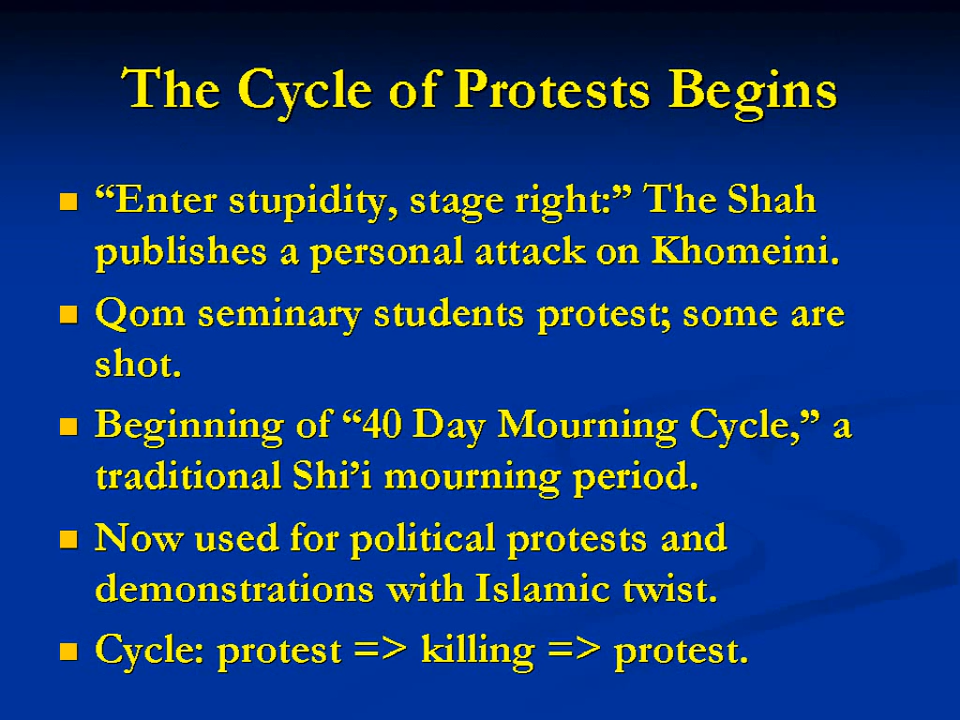 The Cycle of Protests Begins
“Enter stupidity, stage right:” The Shah
publishes a personal attack on Khomeini.
Qom seminary students protest; some are
shot.
Beginning of “40 Day Mourning Cycle,” a
traditional Shi’i mourning period.
Now used for political protests and
demonstrations with Islamic twist.
Cycle: protest => killing => protest.